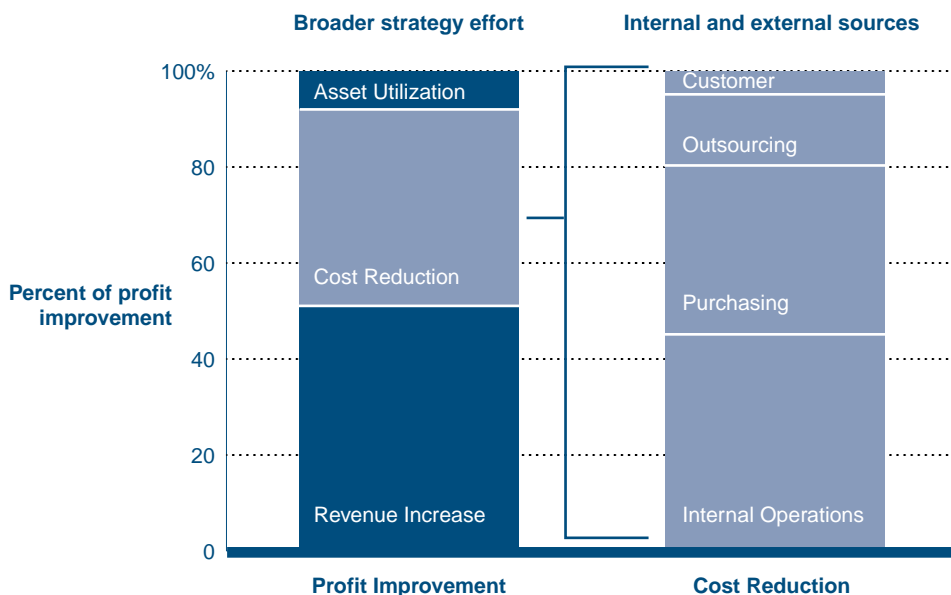 Broader strategy effort
Internal and external sources
100%
80
60
40
20
0
Percent of profit
improvement
Asset Utilization
Cost Reduction
Revenue Increase
Customer
Outsourcing
Purchasing
Internal Operations
Profit Improvement
Cost Reduction